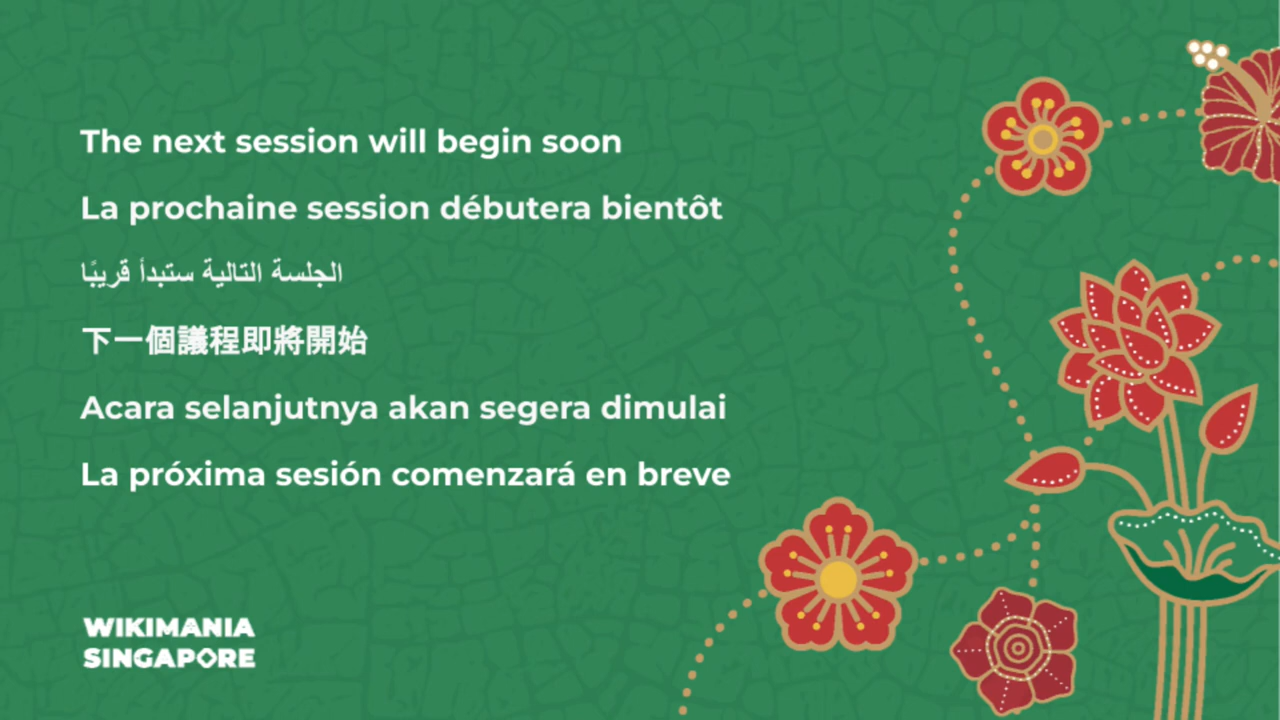 The next session will begin soon
La prochaine session débutera bientôt
الجلسة التالية ستبدأ قريبًا
下一個議程即將開始
Acara selanjutnya akan segera dimulai
La próxima sesión comenzará en breve
WIKIMANIA
SINGAPORE